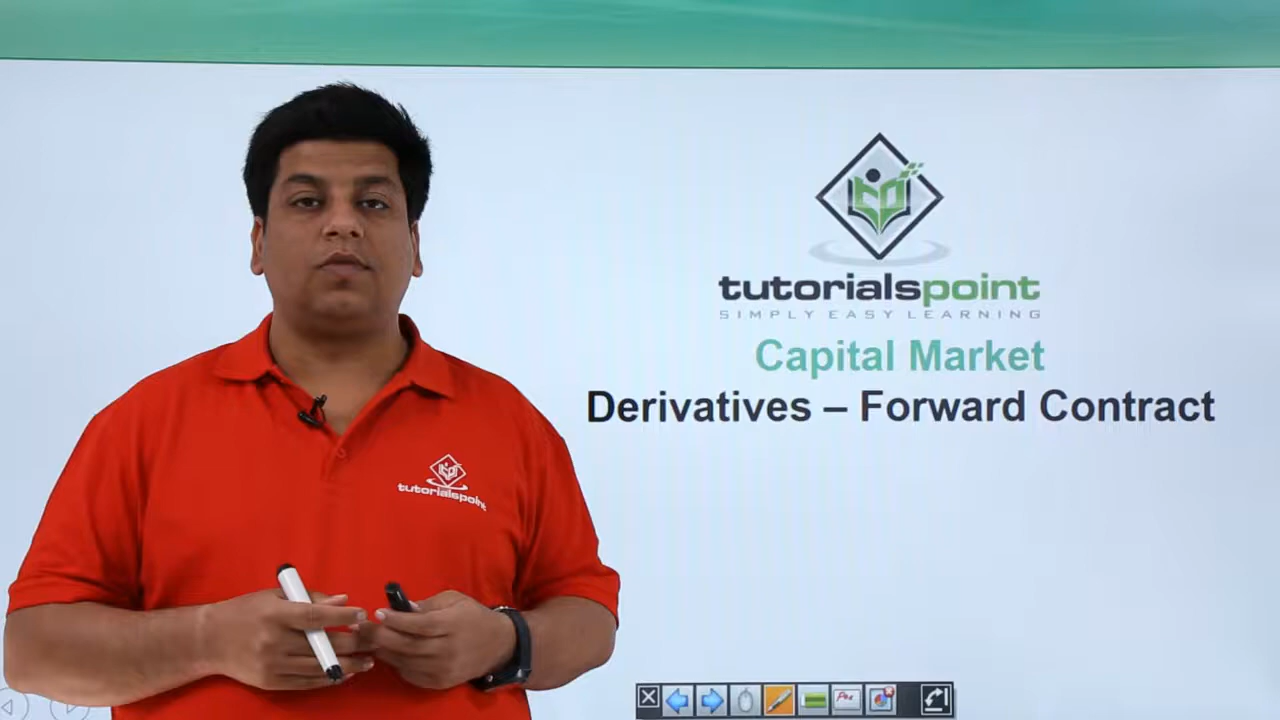 tutorialspoint
SIMPLY EASY LEARNING
Capital Market
Derivatives – Forward Contract
tutorialspoint